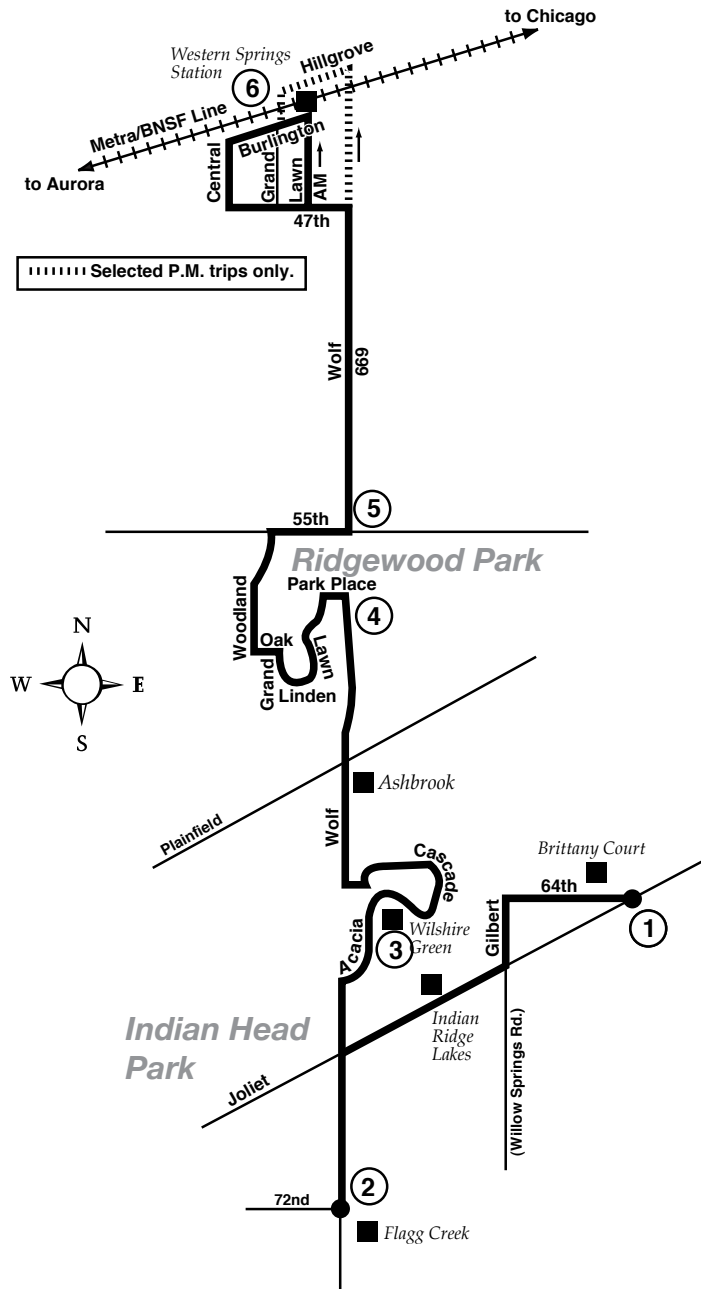 to Chicago
Western Springs
Station
Hillgrove
6
Metra/BNSF Line
Burlington
to Aurora
Central
Grand
Lawn
AM
47th
Selected P.M. trips only.
Wolf
669
5
55th
Ridgewood Park
Park Place
4
Woodland
Oak
Lawn
Grand
Linden
N
W
E
S
Plainfield
Ashbrook
Wolf
Cascade
Brittany Court
64th
1
Gilbert
Wilshire
Green
3
Acacia
Indian
Ridge
Lakes
Indian Head
Park
Joliet
(Willow Springs Rd.)
2
72nd
Flagg Creek